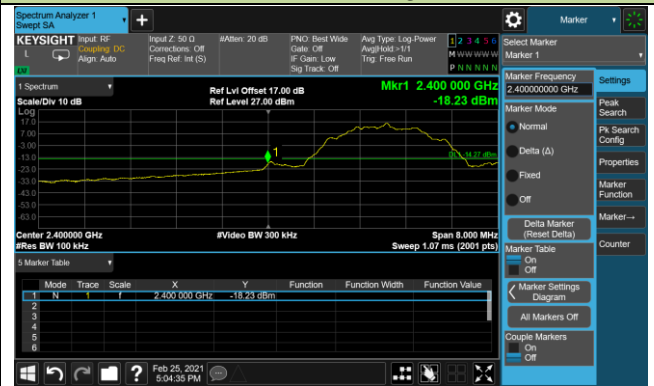 Spectrum Analyzer 1
Swept SA
Marker
KEYSIGHT
L
Input: RF
Coupling: DC
Align: Auto
Input Z: 50 Ω
Corrections: Off
Freq Ref: Int (S)
#Atten: 20 dB
PNO: Best Wide
Gate: Off
IF Gain: Low
Sig Track: Off
Avg Type: Log-Power
Avg|Hold:>1/1
Trig: Free Run
1 2 3 4 5 6
M W W W W W
P N N N N N
Select Marker
Marker 1
1 Spectrum
Scale/Div 10 dB
Log
Ref Lvl Offset 17.00 dB
Ref Level 27.00 dBm
Mkr1 2.400 000 GHz
-18.23 dBm
17.0
7.00
-3.00
-13.0
-23.0
-33.0
-43.0
-53.0
-63.0
1
DL1 -14.27 dBm
Center 2.400000 GHz
#Res BW 100 kHz
#Video BW 300 kHz
Span 8.000 MHz
Sweep 1.07 ms (2001 pts)
5 Marker Table
Mode Trace Scale X Y Function Function Width Function Value
1 N 1 f 2.400 000 GHz -18.23 dBm
2
3
4
5
6
Marker Frequency
2.400000000 GHz
Marker Mode
Normal
Delta (Δ)
Fixed
Off
Delta Marker
(Reset Delta)
Marker Table
On
Off
Marker Settings
Diagram
All Markers Off
Couple Markers
On
Off
Settings
Peak
Search
Pk Search
Config
Properties
Marker
Function
Marker→
Counter
?
Feb 25, 2021
5:04:35 PM